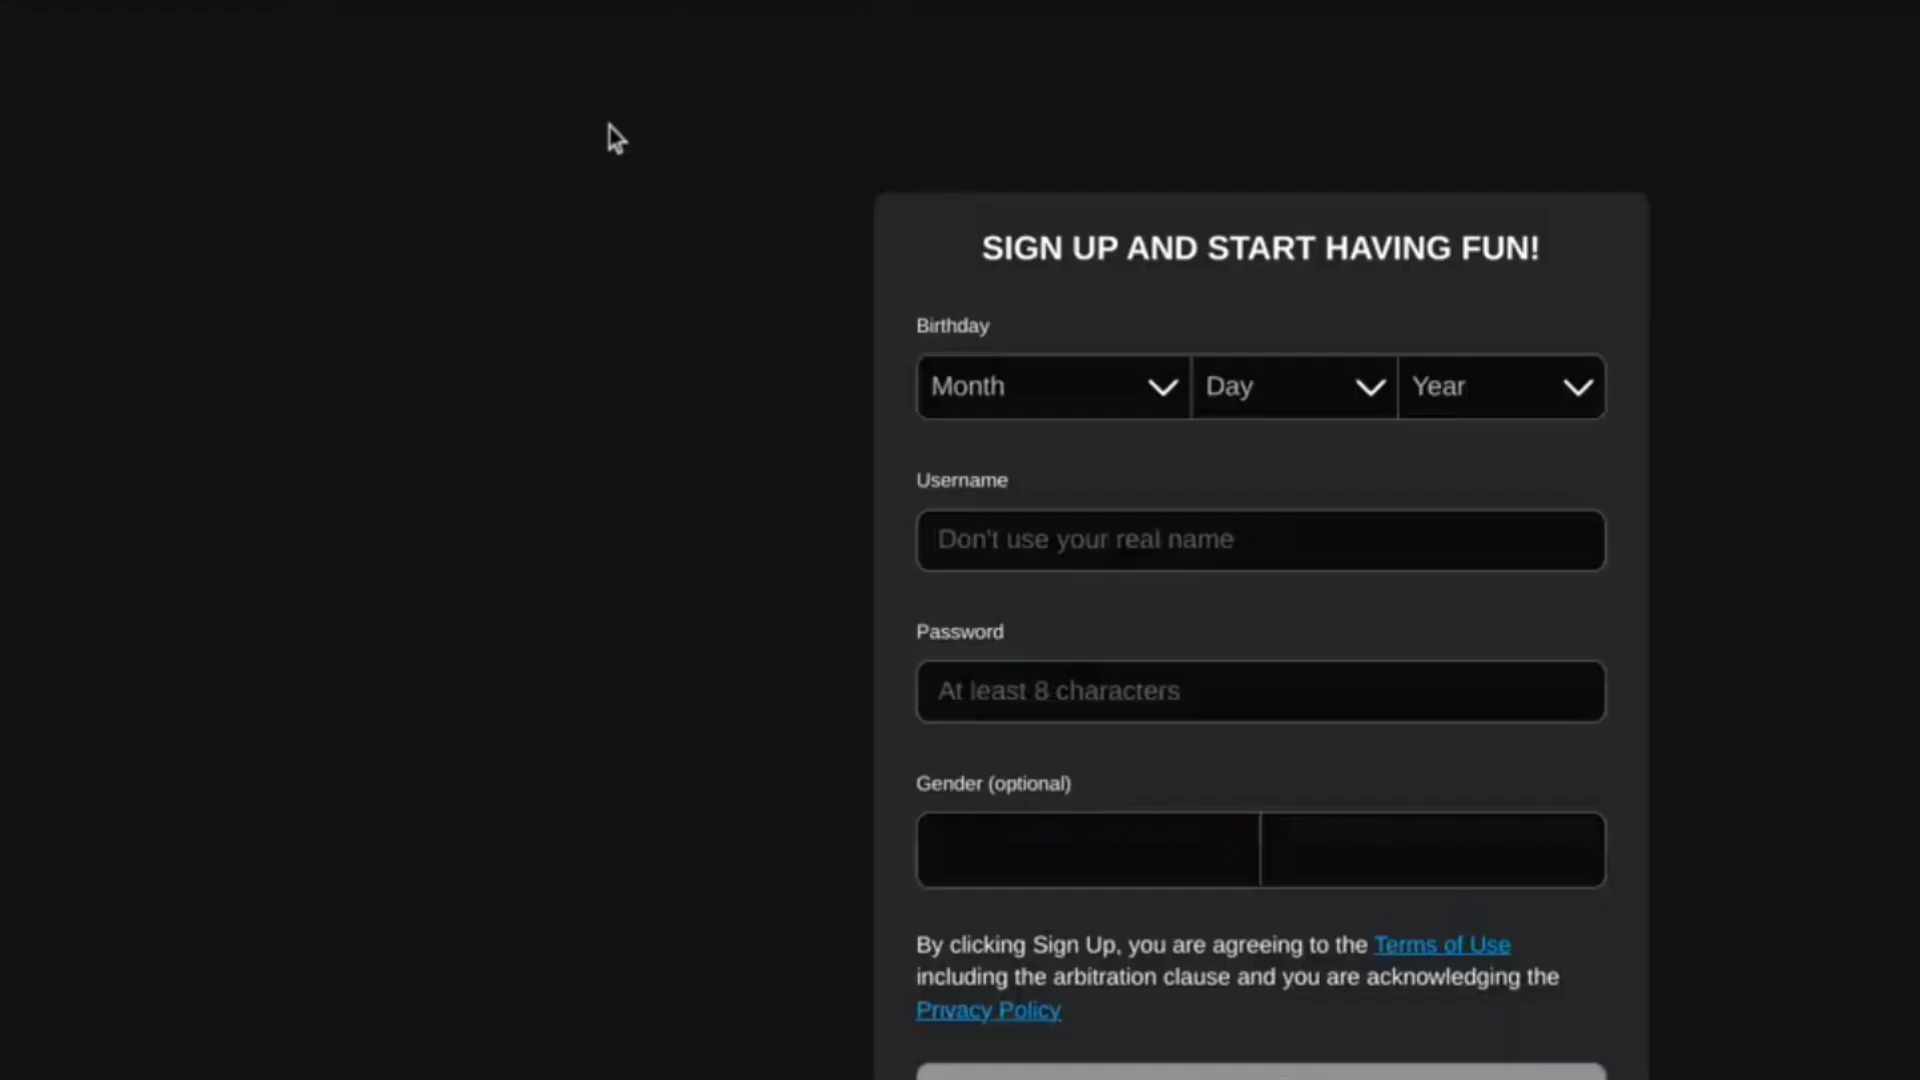 SIGN UP AND START HAVING FUN!
Birthday
Month Day Year
Username
Don't use your real name
Password
At least 8 characters
Gender (optional)
By clicking Sign Up, you are agreeing to the Terms of Use
including the arbitration clause and you are acknowledging the
Privacy Policy